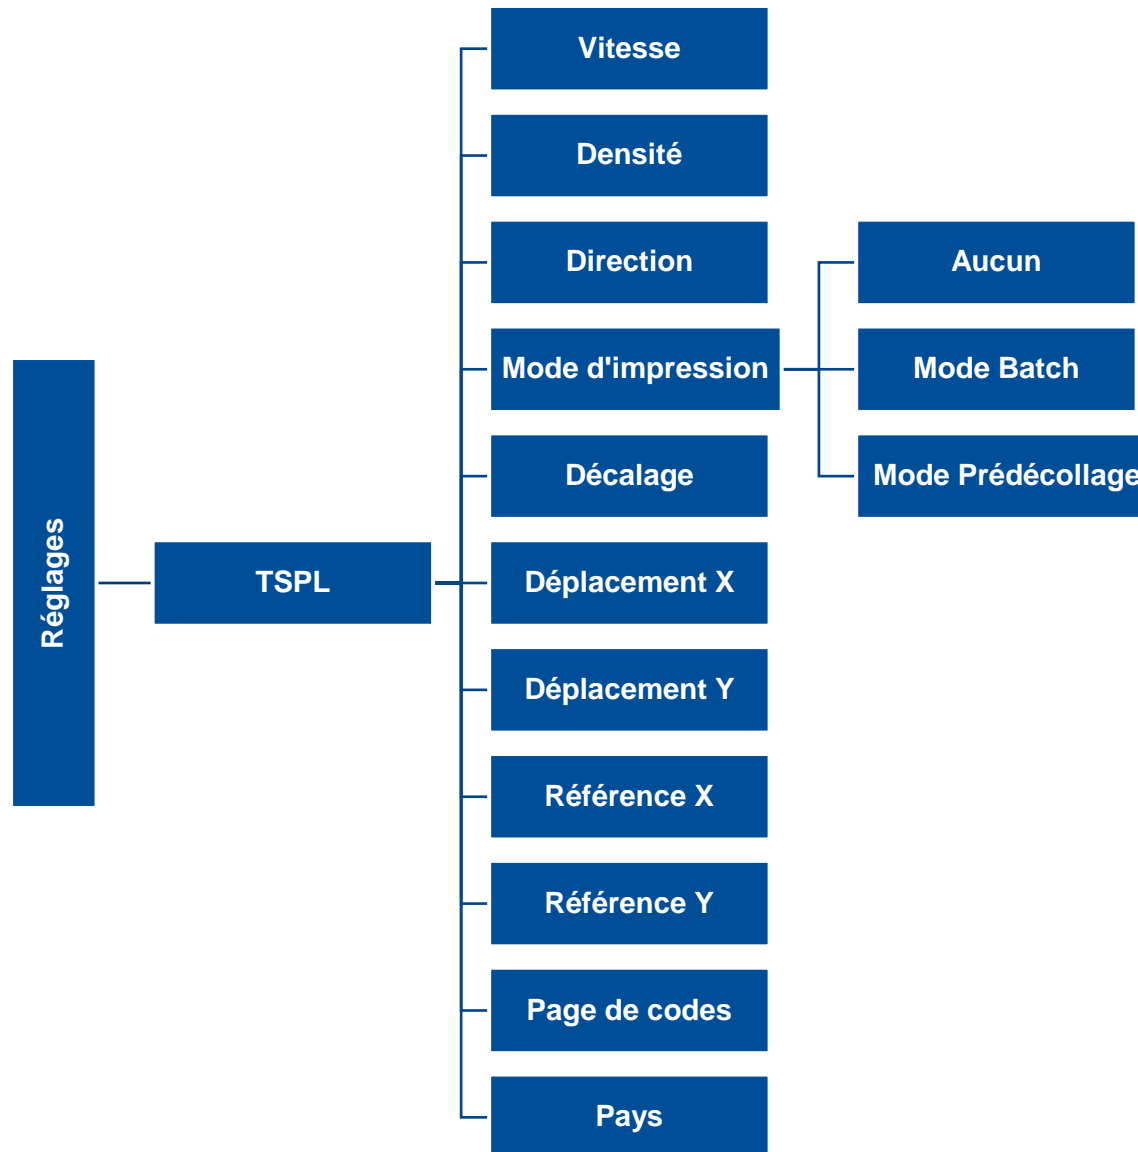 Réglages
TSPL
Vitesse
Densité
Direction
Mode d'impression
Aucun
Mode Batch
Mode Prédécollage
Décalage
Déplacement X
Déplacement Y
Référence X
Référence Y
Page de codes
Pays